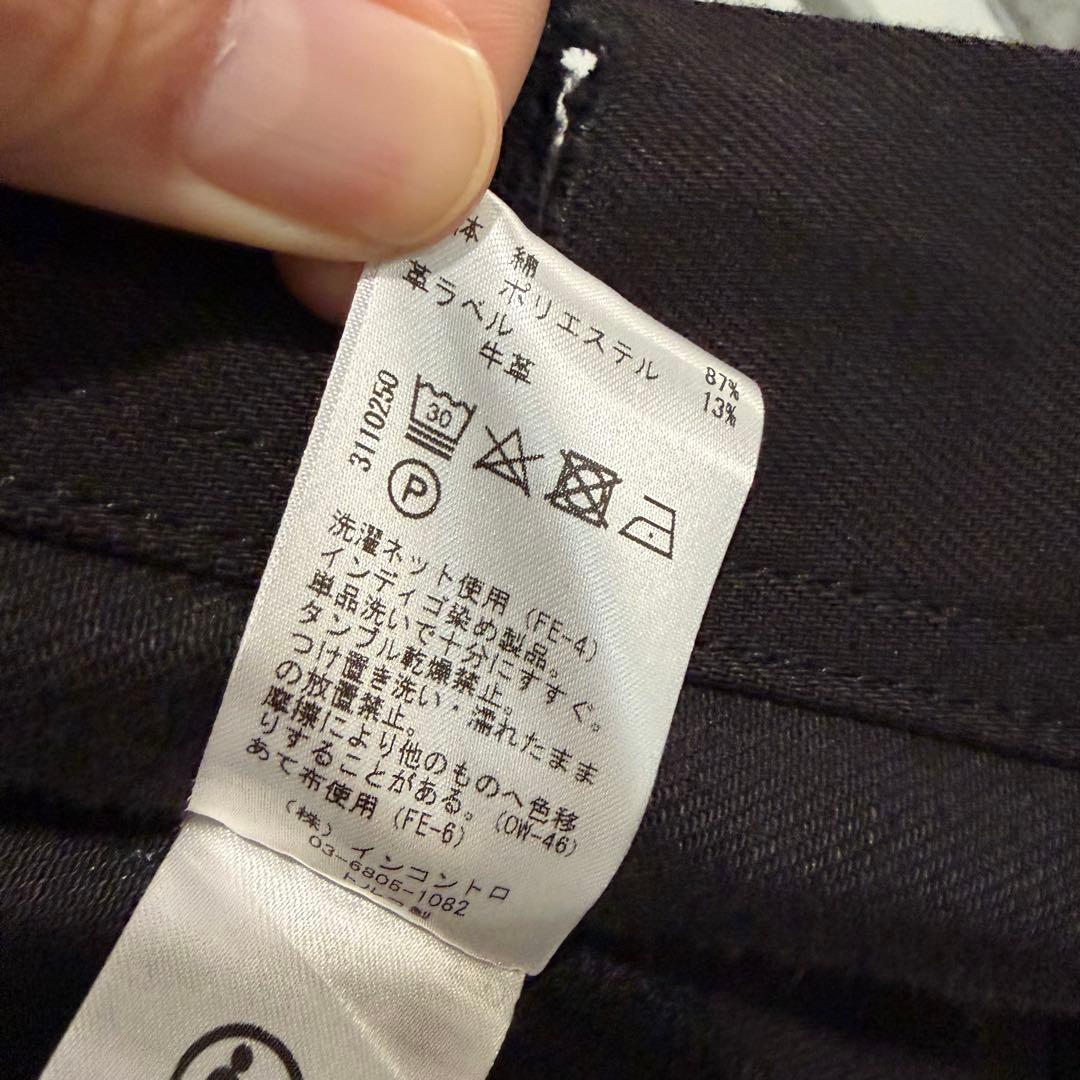 本 綿 87%
ポリエステル 13%
革ラベル
牛革
3110250
30
P
洗濯ネット使用(FE-4)
インディゴ染め製品。
単品洗いで十分にすすぐ。
タンブル乾燥禁止。
つけ置き洗い・濡れたまま
の放置禁止。
摩擦により他のものへ色移
りすることがある。(OW-46)
あて布使用(FE-6)
(株)インコントロ
03-6805-1082